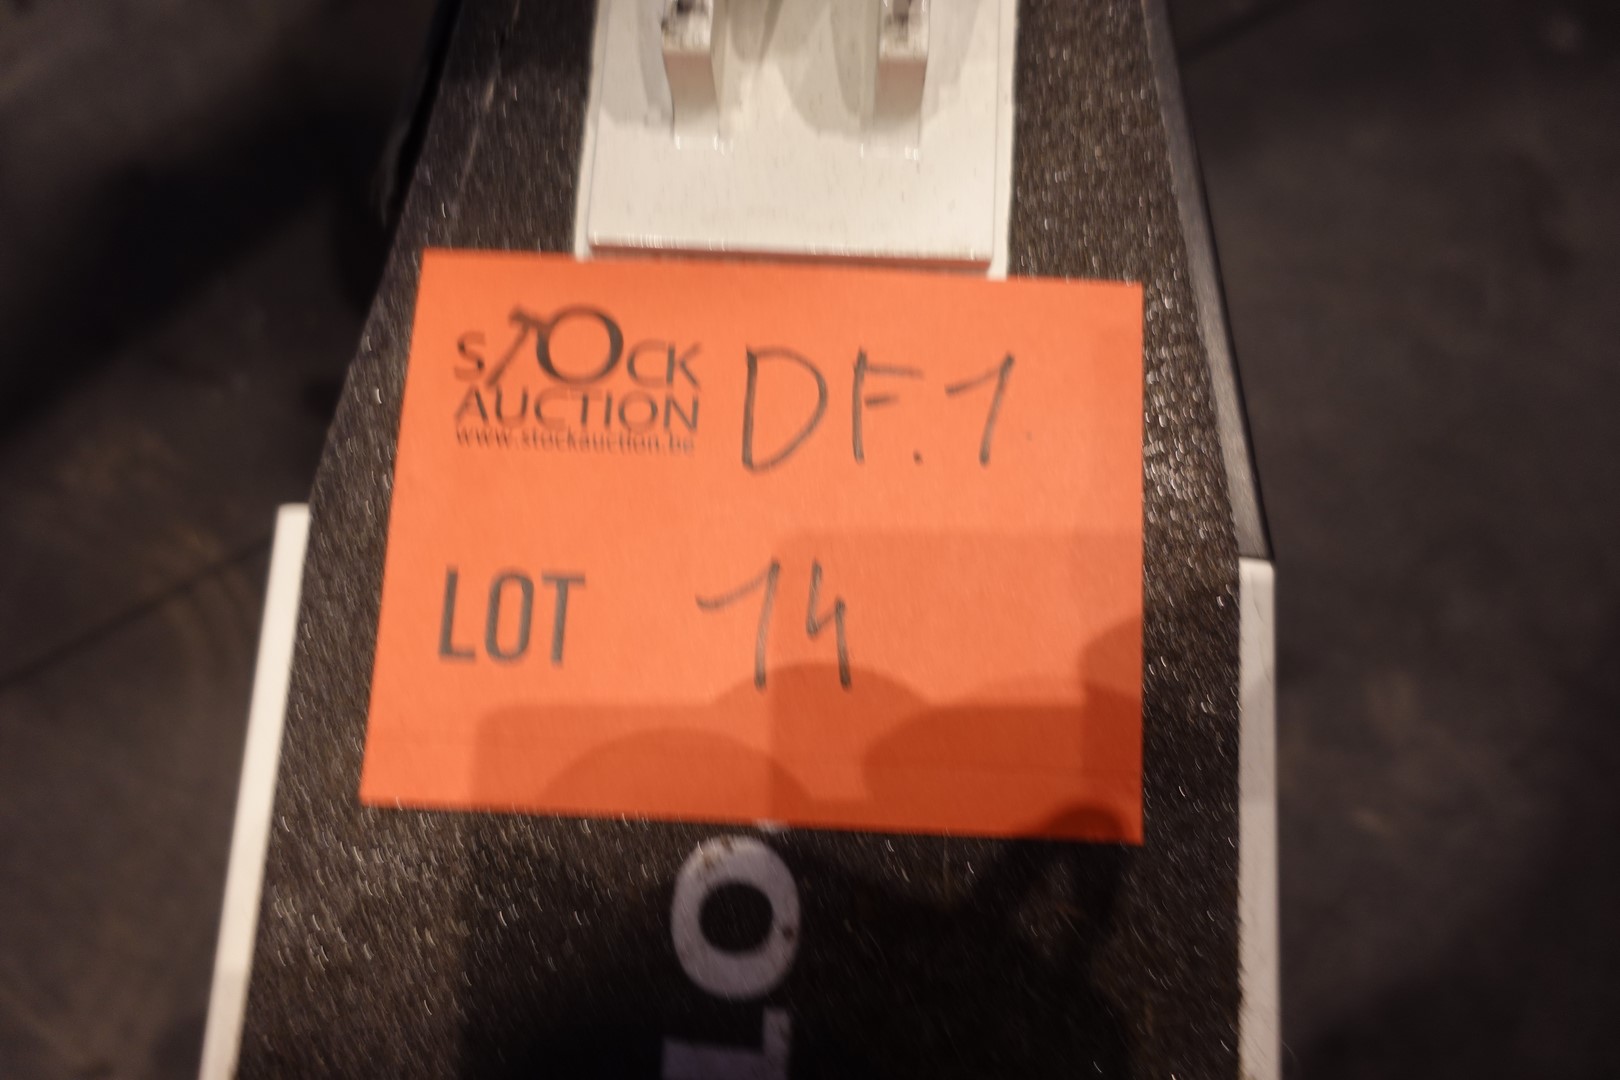 STOCK DF.1
AUCTION
www.stockauction.be
LOT 14